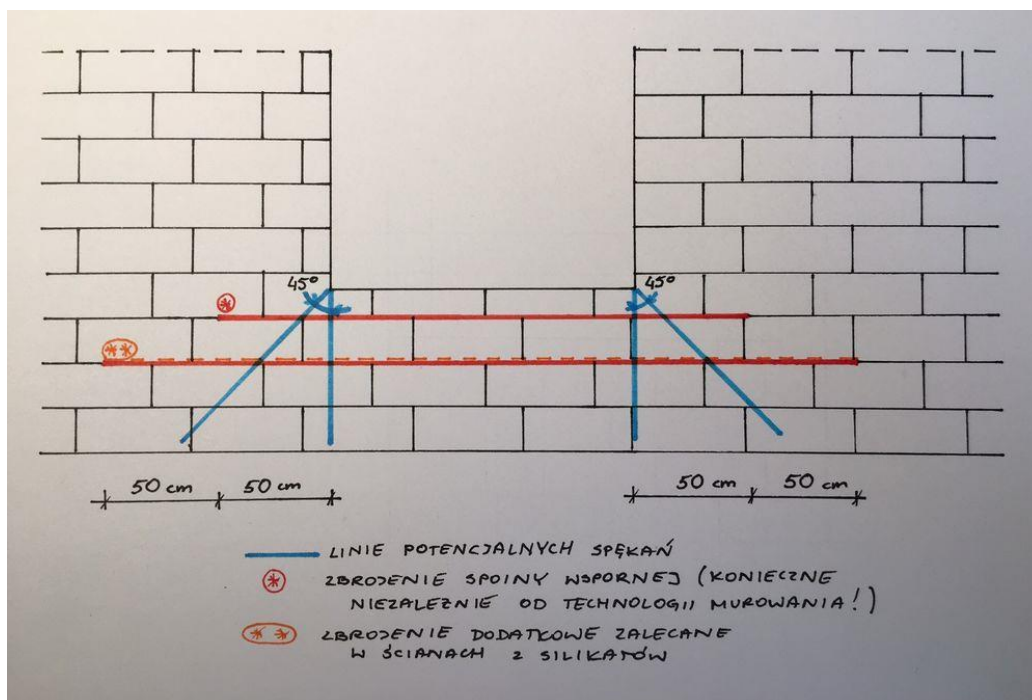 45° 45°
50 cm 50 cm 50 cm 50 cm
LINIE POTENCJALNYCH SPĘKAŃ
ZBROJENIE SPOINY WSPORNEJ (KONIECZNE
NIEZALEŻNIE OD TECHNOLOGII MUROWANIA!)
ZBROJENIE DODATKOWE ZALECANE
W ŚCIANACH Z SILIKATÓW